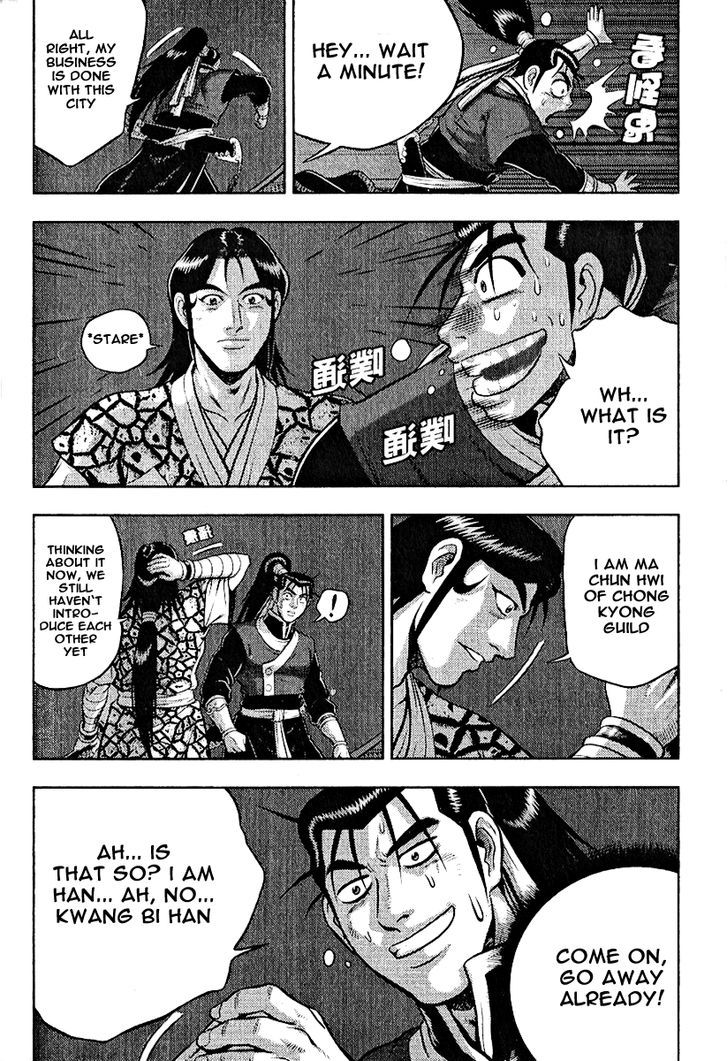 ALL
RIGHT, MY
BUSINESS
IS DONE
WITH THIS
CITY
HEY... WAIT
A MINUTE!
*STARE*
WH...
WHAT IS
IT?
THINKING
ABOUT IT
NOW, WE
STILL
HAVEN'T
INTRO-
DUCE EACH
OTHER
YET
!
I AM MA
CHUN HWI
OF CHONG
KYONG
GUILD
AH... IS
THAT SO? I AM
HAN... AH, NO...
KWANG BI HAN
COME ON,
GO AWAY
ALREADY!